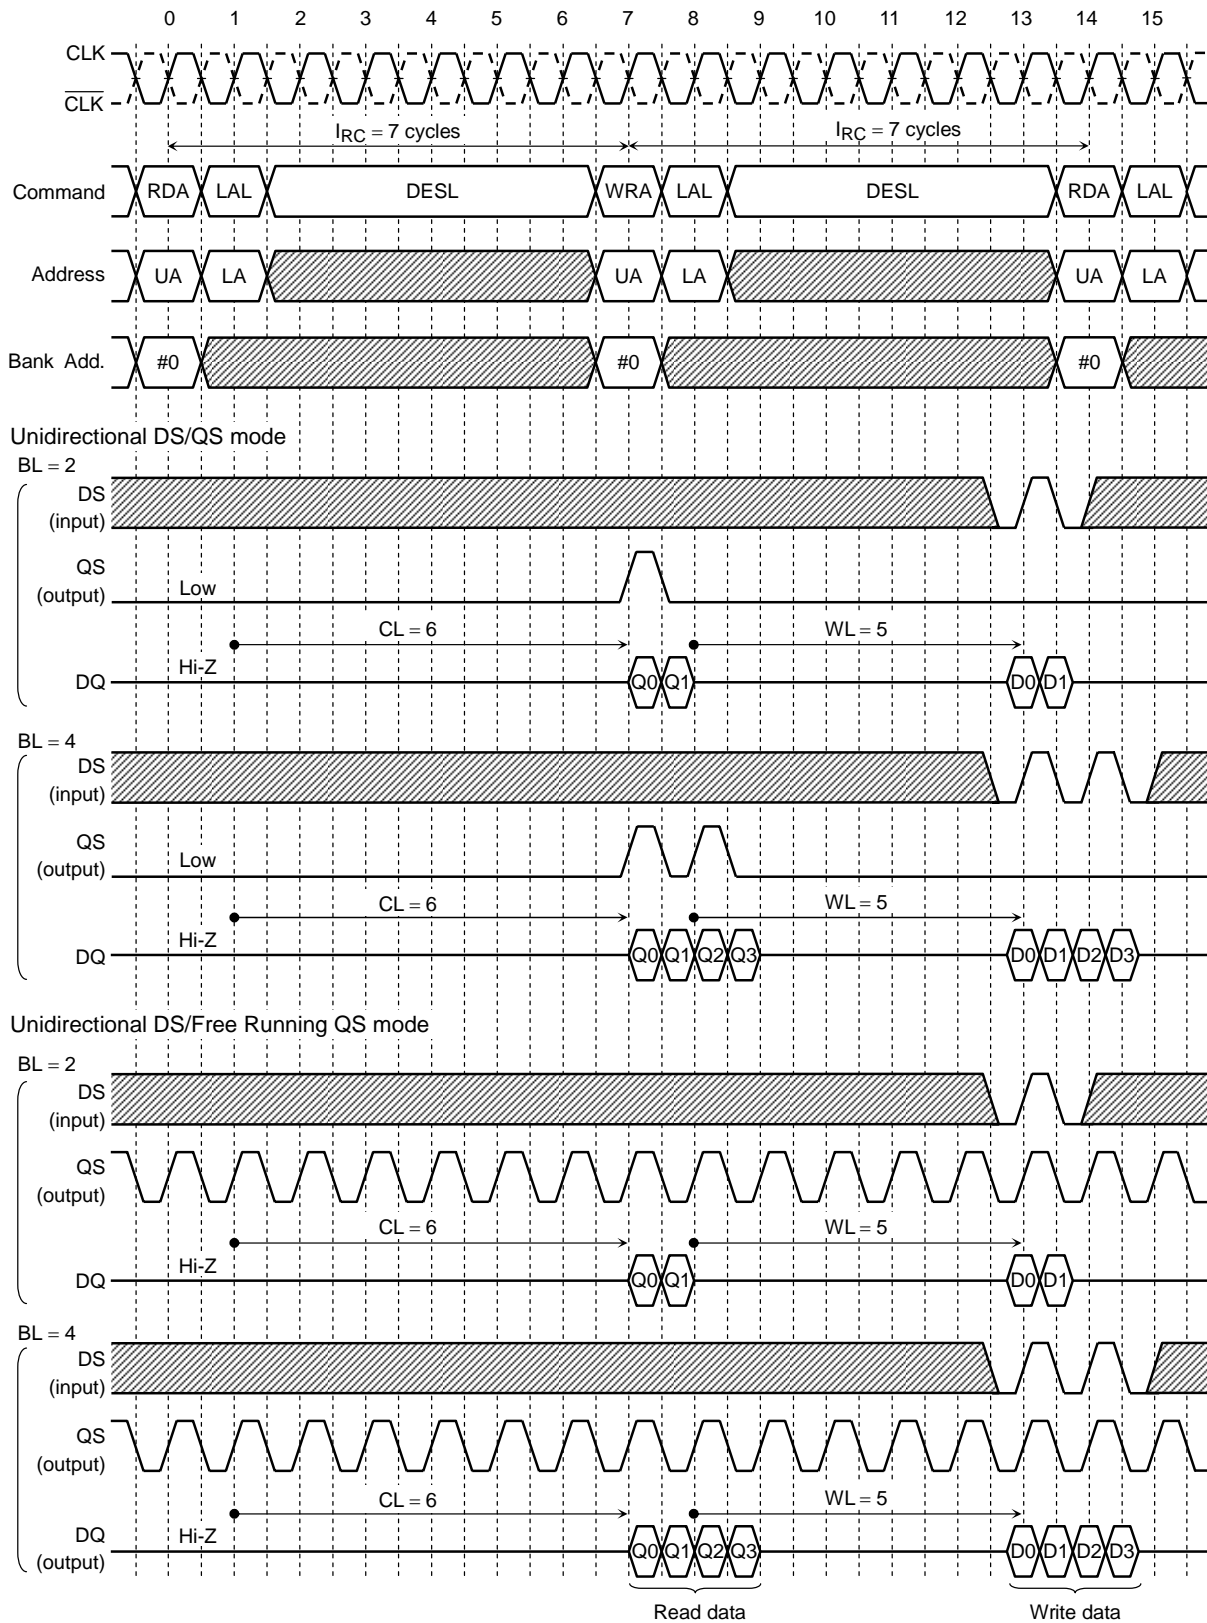 0 1 2 3 4 5 6 7 8 9 10 11 12 13 14 15
CLK
CLK
IRC = 7 cycles IRC = 7 cycles
Command RDA LAL DESL WRA LAL DESL RDA LAL
Address UA LA UA LA UA LA
Bank Add. #0 #0 #0
Unidirectional DS/QS mode
BL = 2
DS
(input)
QS
(output) Low
CL = 6 WL = 5
Hi-Z
DQ Q0 Q1 D0 D1
BL = 4
DS
(input)
QS
(output) Low
CL = 6 WL = 5
Hi-Z
DQ Q0 Q1 Q2 Q3 D0 D1 D2 D3
Unidirectional DS/Free Running QS mode
BL = 2
DS
(input)
QS
(output)
CL = 6 WL = 5
Hi-Z
DQ Q0 Q1 D0 D1
BL = 4
DS
(input)
QS
(output)
CL = 6 WL = 5
Hi-Z
DQ Q0 Q1 Q2 Q3 D0 D1 D2 D3
(output)
Read data Write data